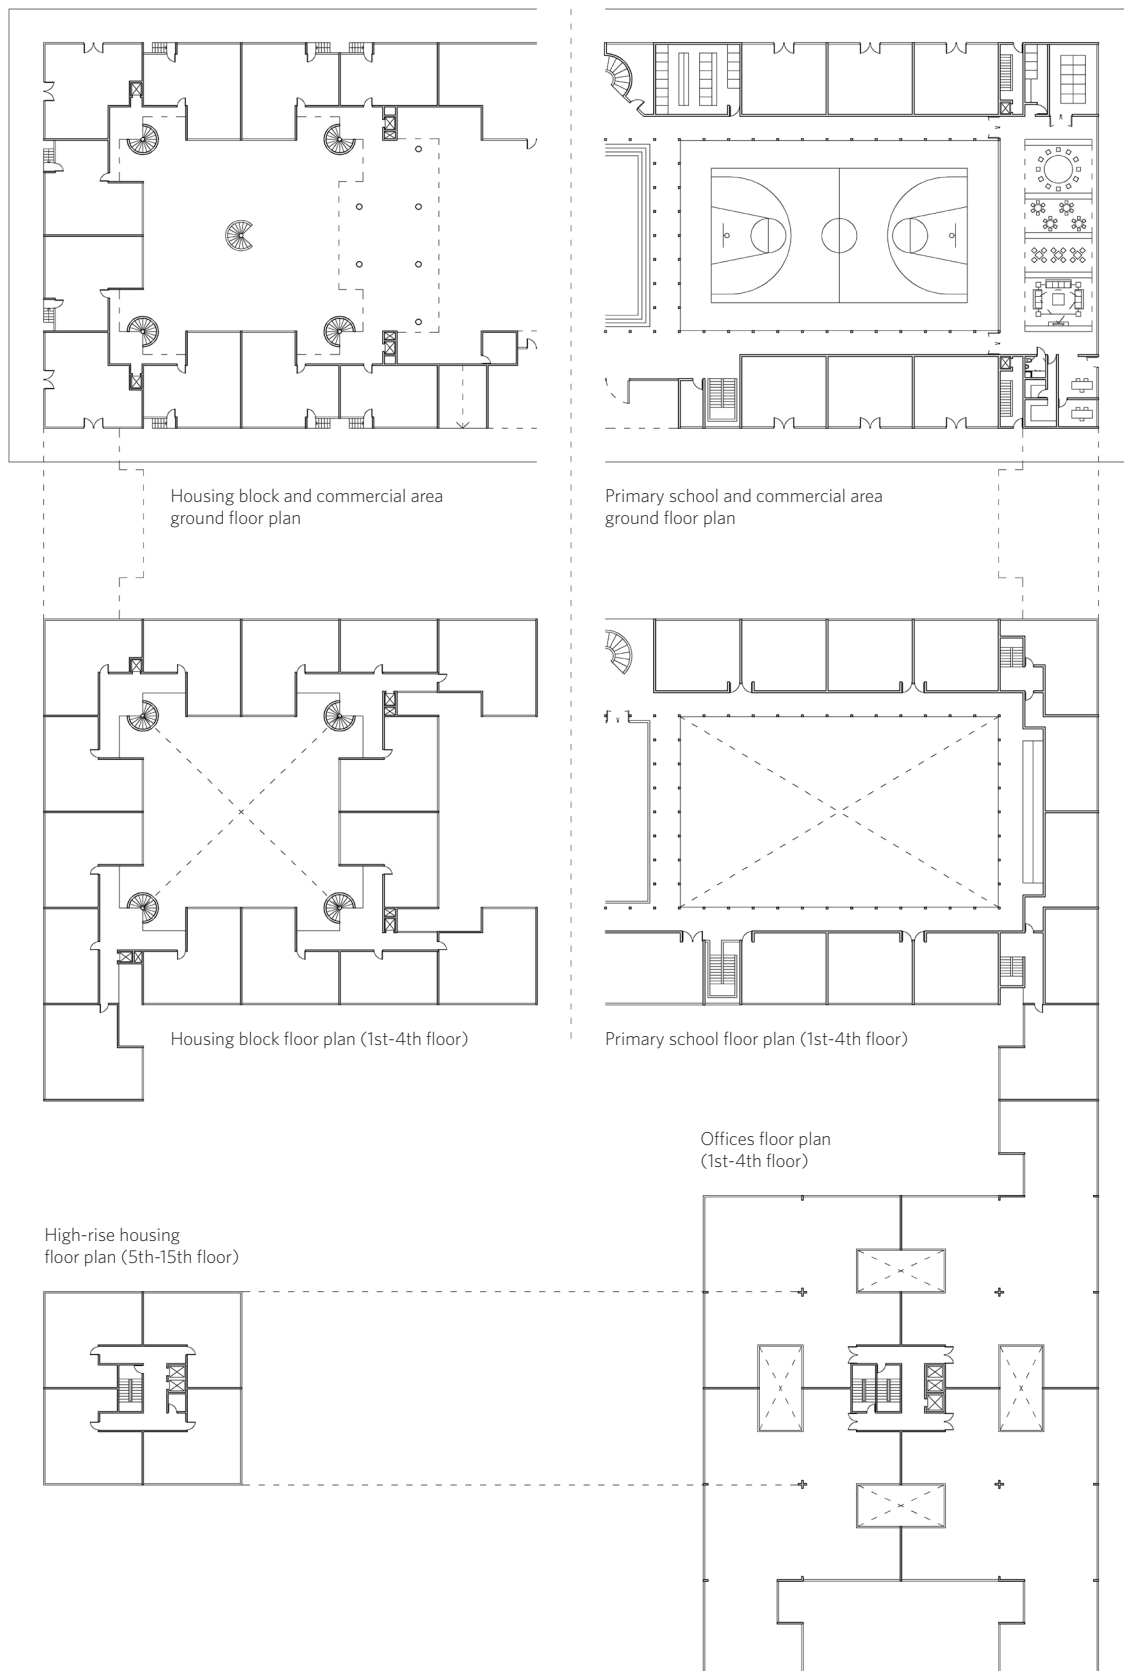 Housing block and commercial area
ground floor plan
Primary school and commercial area
ground floor plan
Housing block floor plan (1st-4th floor)
Primary school floor plan (1st-4th floor)
Offices floor plan
(1st-4th floor)
High-rise housing
floor plan (5th-15th floor)